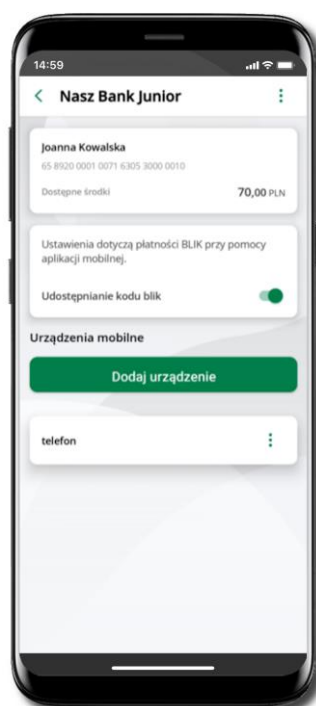 14:59
Nasz Bank Junior
Joanna Kowalska
65 8920 0001 0071 6305 3000 0010
Dostępne środki 70,00 PLN
Ustawienia dotyczą płatności BLIK przy pomocy
aplikacji mobilnej.
Udostępnianie kodu blik
Urządzenia mobilne
Dodaj urządzenie
telefon